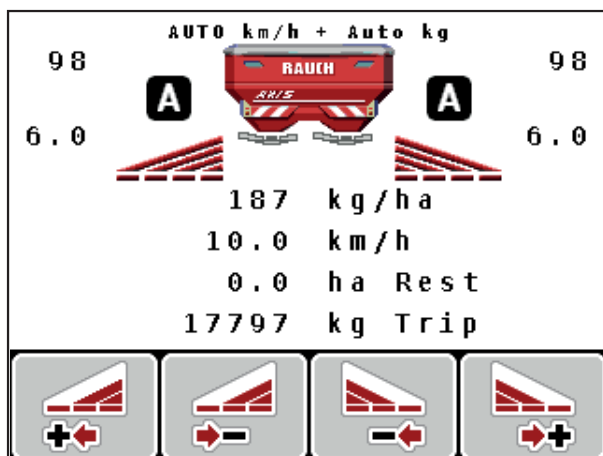 AUTO km/h + Auto kg
98 98
RAUCH
A A
AXIS
6.0 6.0
187 kg/ha
10.0 km/h
0.0 ha Rest
17797 kg Trip